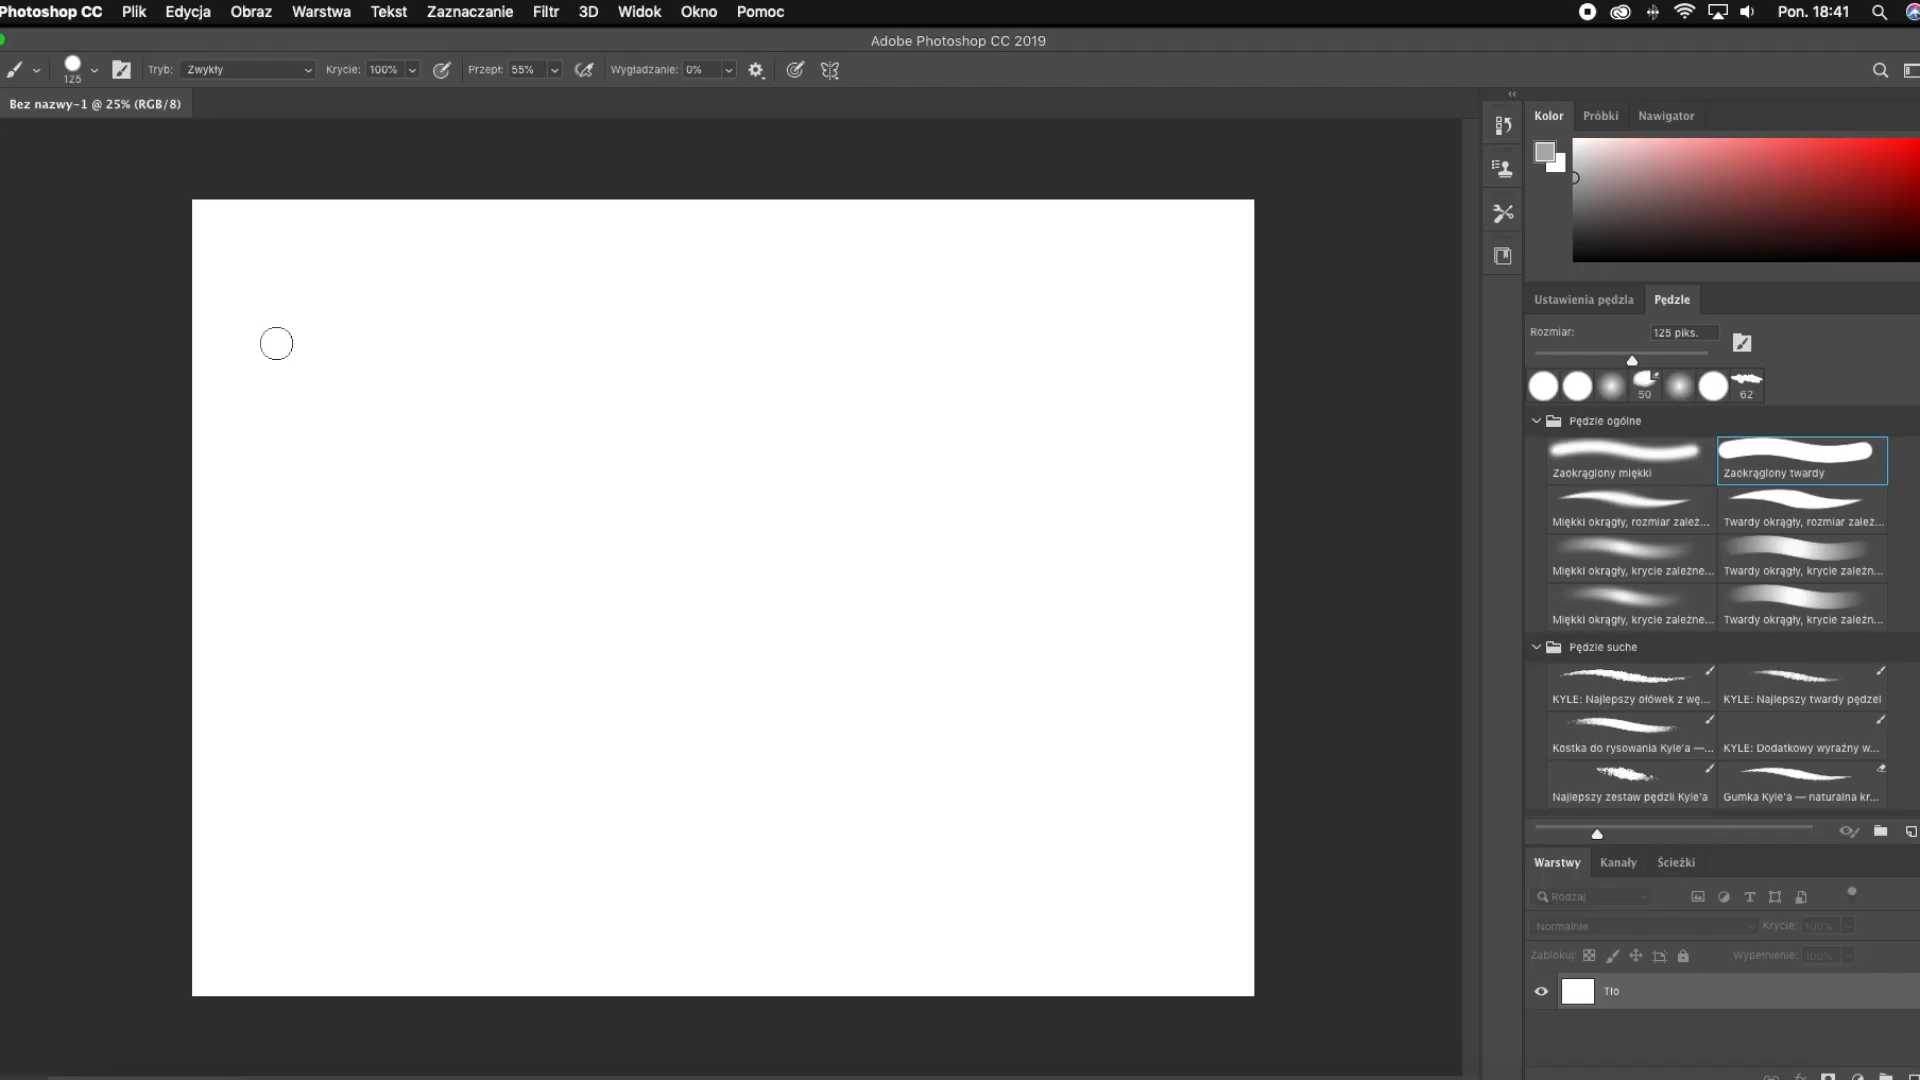 Photoshop CC Plik Edycja Obraz Warstwa Tekst Zaznaczanie Filtr 3D Widok Okno Pomoc Pon. 18:41
Adobe Photoshop CC 2019
125 Tryb: Zwykły Krycie: 100% Przepł: 55% Wygładzanie: 0%
Bez nazwy-1 @ 25% (RGB/8)
Kolor Próbki Nawigator
Ustawienia pędzla Pędzle
Rozmiar: 125 piks.
50 62
Pędzle ogólne
Zaokrąglony miękki Zaokrąglony twardy
Miękki okrągły, rozmiar zależ... Twardy okrągły, rozmiar zależ...
Miękki okrągły, krycie zależne... Twardy okrągły, krycie zależn...
Miękki okrągły, krycie zależne... Twardy okrągły, krycie zależn...
Pędzle suche
KYLE: Najlepszy ołówek z wę... KYLE: Najlepszy twardy pędzel
Kostka do rysowania Kyle'a —... KYLE: Dodatkowy wyraźny w...
Najlepszy zestaw pędzli Kyle'a Gumka Kyle'a — naturalna kr...
Warstwy Kanały Ścieżki
Rodzaj
Normalnie Krycie: 100%
Zablokuj: Wypełnienie: 100%
Tło